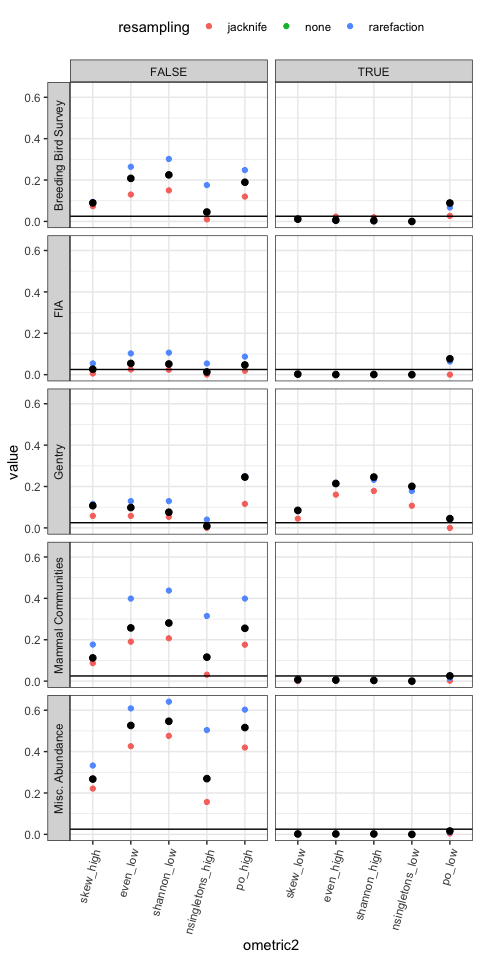 resampling jacknife none rarefaction
FALSE TRUE
Breeding Bird Survey
0.6
0.4
0.2
0.0
FIA
0.6
0.4
0.2
0.0
Gentry
0.6
0.4
0.2
0.0
Mammal Communities
0.6
0.4
0.2
0.0
Misc. Abundance
0.6
0.4
0.2
0.0
value
skew_high even_low shannon_low nsingletons_high po_high skew_low even_high shannon_high nsingletons_low po_low
ometric2